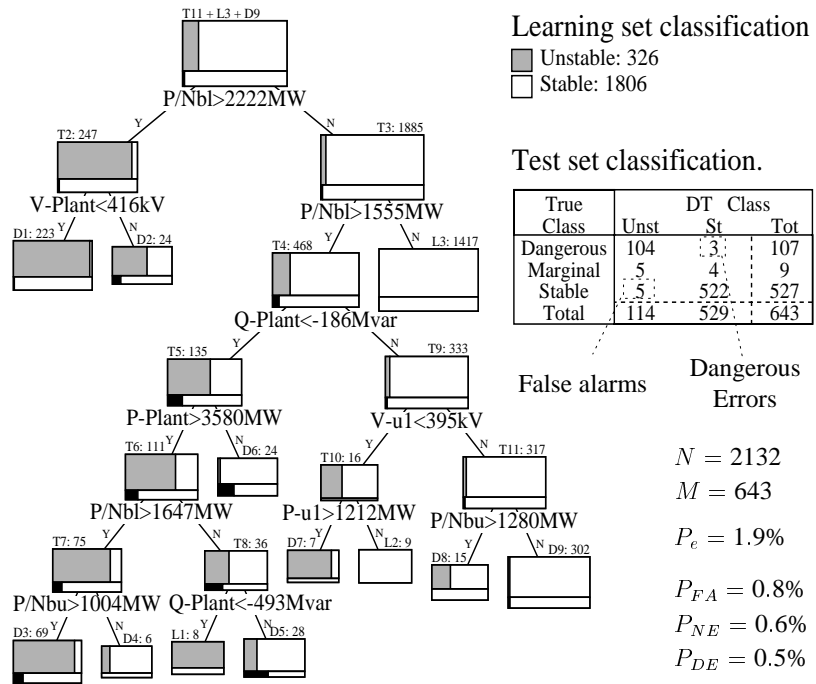 T11 + L3 + D9
P/Nbl>2222MW
Y
N
T2: 247
T3: 1885
V-Plant<416kV
P/Nbl>1555MW
Y
N
Y
N
D1: 223
D2: 24
T4: 468
L3: 1417
Q-Plant<-186Mvar
Y
N
T5: 135
T9: 333
P-Plant>3580MW
V-u1<395kV
Y
N
Y
N
T6: 111
D6: 24
T10: 16
T11: 317
P/Nbl>1647MW
P-u1>1212MW
P/Nbu>1280MW
Y
N
Y
N
Y
N
T7: 75
T8: 36
D7: 7
L2: 9
D8: 15
D9: 302
P/Nbu>1004MW
Q-Plant<-493Mvar
Y
N
Y
N
D3: 69
D4: 6
L1: 8
D5: 28
Learning set classification
Unstable: 326
Stable: 1806
Test set classification.
True DT Class
Class Unst St Tot
Dangerous 104 3 107
Marginal 5 4 9
Stable 5 522 527
Total 114 529 643
False alarms
Dangerous
Errors
N = 2132
M = 643
P_e = 1.9%
P_FA = 0.8%
P_NE = 0.6%
P_DE = 0.5%